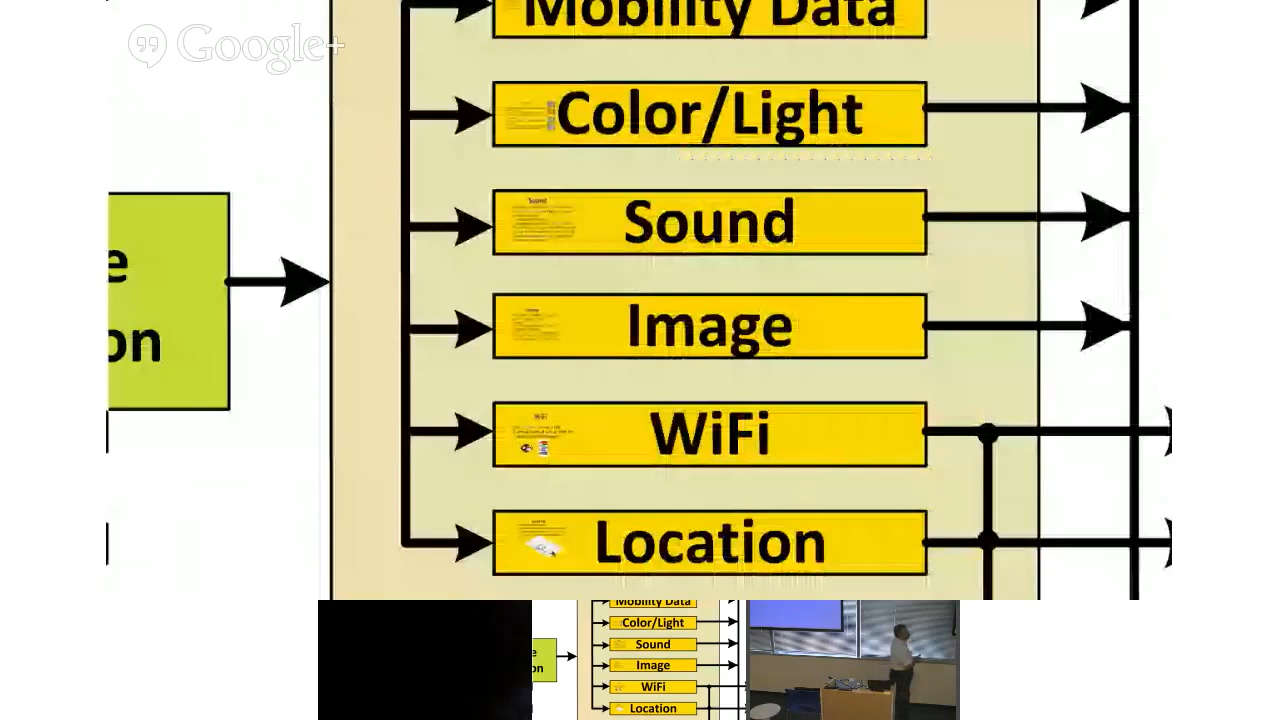 Google+
Mobility Data
Color/Light
e
Sound
on
Image
WiFi
Location
Mobility Data
Color/Light
e
Sound
on
Image
WiFi
Location